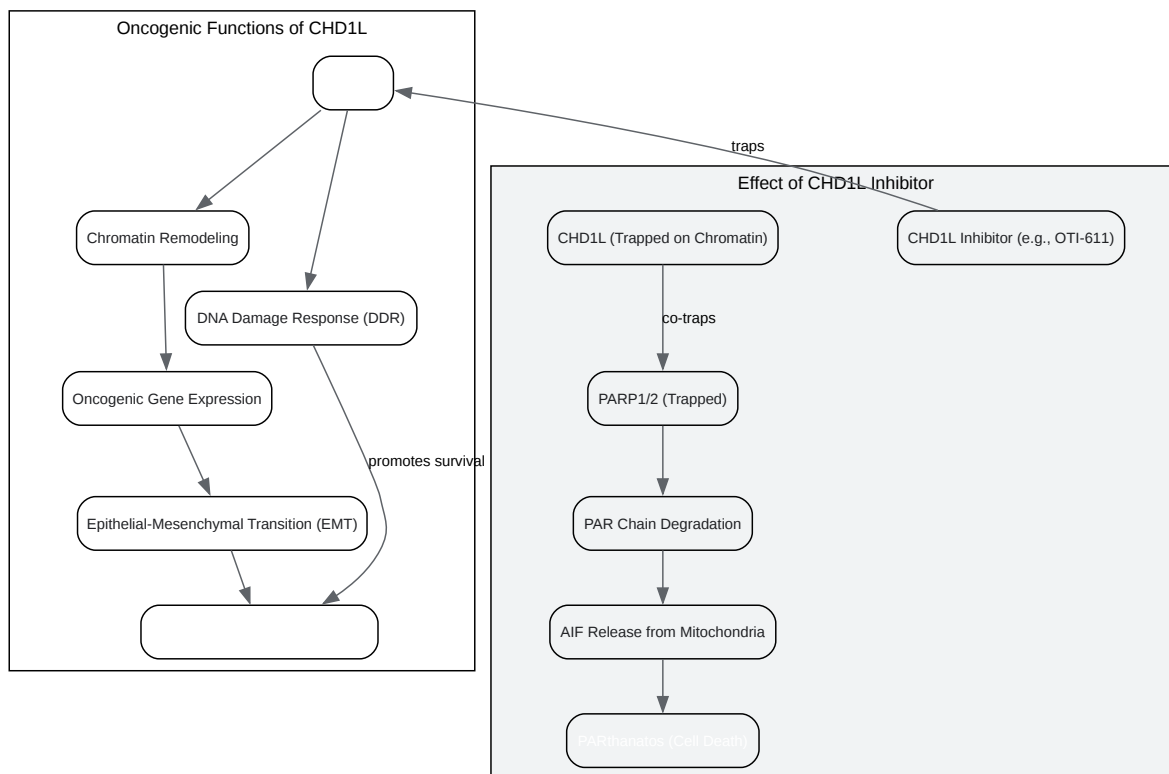 Oncogenic Functions of CHD1L
traps
Effect of CHD1L Inhibitor
Chromatin Remodeling
CHD1L (Trapped on Chromatin)
CHD1L Inhibitor (e.g., OTI-611)
DNA Damage Response (DDR)
co-traps
Oncogenic Gene Expression
PARP1/2 (Trapped)
promotes survival
Epithelial-Mesenchymal Transition (EMT)
PAR Chain Degradation
AIF Release from Mitochondria
PARthanatos (Cell Death)